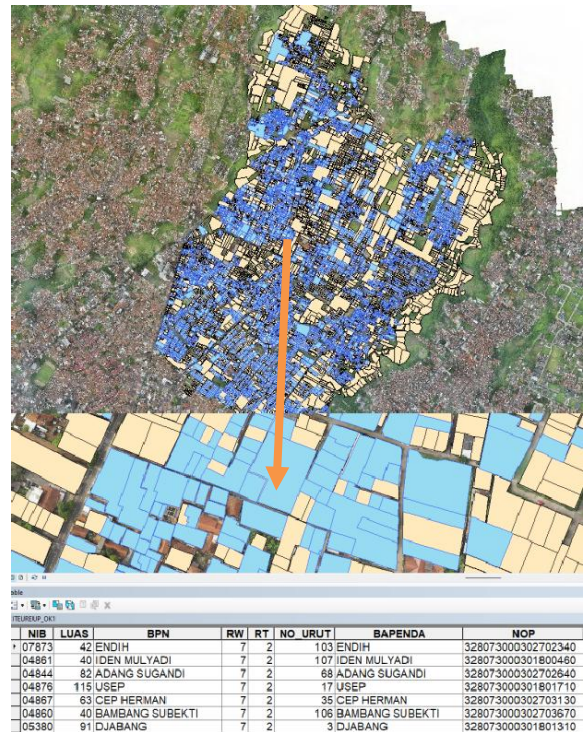 able
ITEUREUP_OK1
NIB LUAS BPN RW RT NO_URUT BAPENDA NOP
07873 42 ENDIH 7 2 103 ENDIH 328073000302702340
04861 40 IDEN MULYADI 7 2 107 IDEN MULYADI 328073000301800460
04844 82 ADANG SUGANDI 7 2 68 ADANG SUGANDI 328073000302702640
04876 115 USEP 7 2 17 USEP 328073000301801710
04867 63 CEP HERMAN 7 2 35 CEP HERMAN 328073000302703130
04860 40 BAMBANG SUBEKTI 7 2 106 BAMBANG SUBEKTI 328073000302703670
05380 91 DJABANG 7 2 3 DJABANG 328073000301801310